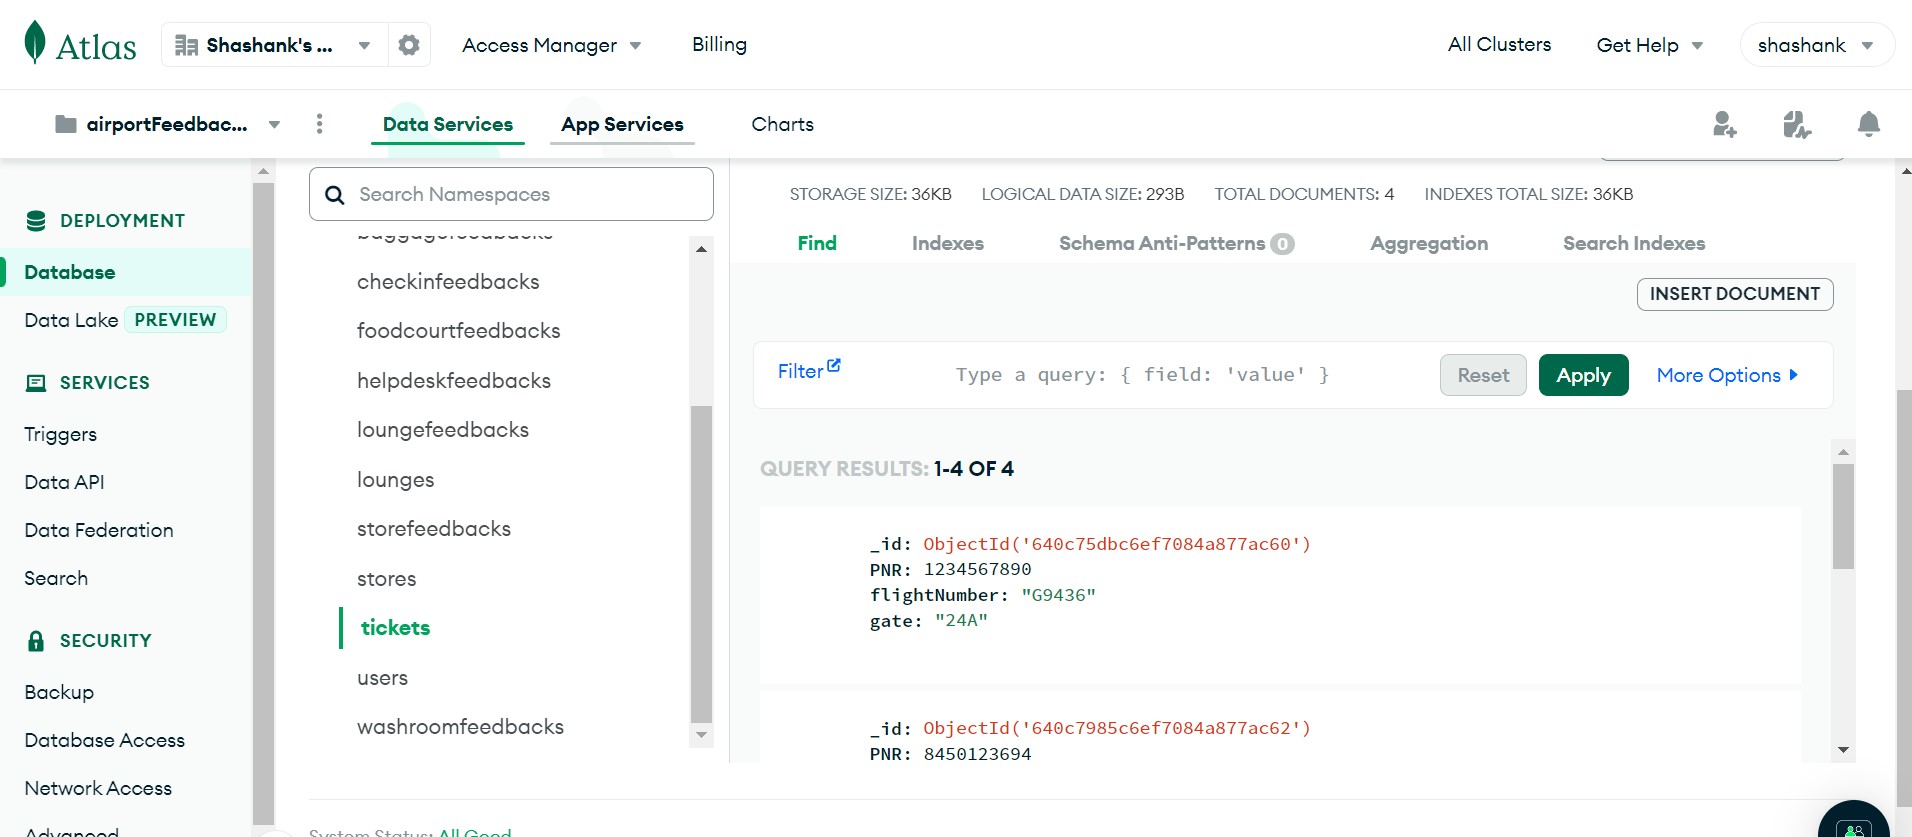 Atlas
Shashank's ...
Access Manager
Billing
All Clusters
Get Help
shashank
airportFeedbac...
Data Services
App Services
Charts
DEPLOYMENT
Database
Data Lake PREVIEW
SERVICES
Triggers
Data API
Data Federation
Search
SECURITY
Backup
Database Access
Network Access
Advanced
Search Namespaces
baggagefeedbacks
checkinfeedbacks
foodcourtfeedbacks
helpdeskfeedbacks
loungefeedbacks
lounges
storefeedbacks
stores
tickets
users
washroomfeedbacks
STORAGE SIZE: 36KB LOGICAL DATA SIZE: 293B TOTAL DOCUMENTS: 4 INDEXES TOTAL SIZE: 36KB
Find Indexes Schema Anti-Patterns 0 Aggregation Search Indexes
INSERT DOCUMENT
Filter Type a query: { field: 'value' } Reset Apply More Options
QUERY RESULTS: 1-4 OF 4
_id: ObjectId('640c75dbc6ef7084a877ac60')
PNR: 1234567890
flightNumber: "G9436"
gate: "24A"
_id: ObjectId('640c7985c6ef7084a877ac62')
PNR: 8450123694
System Status: All Good